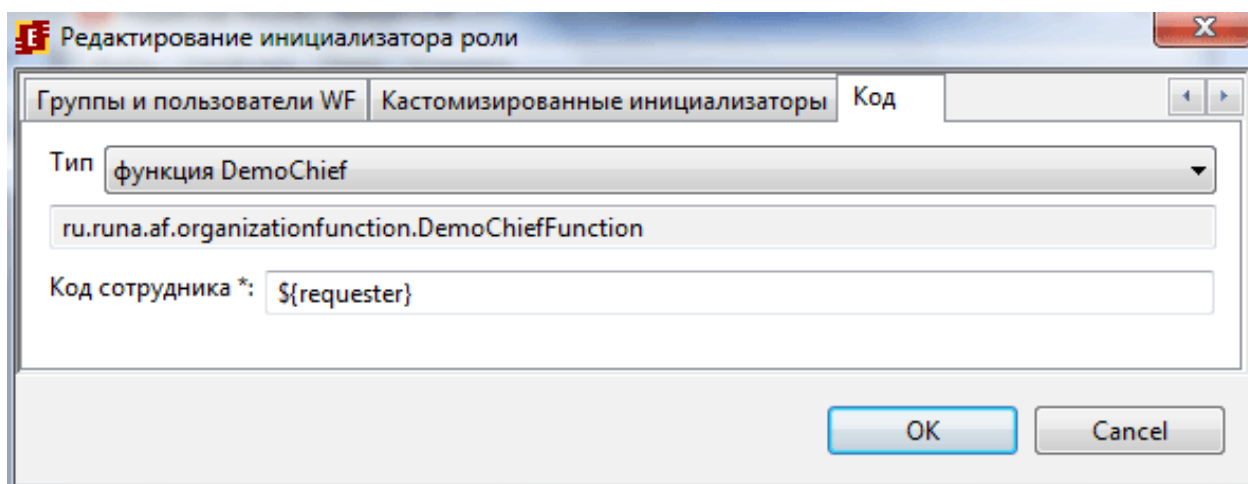 Редактирование инициализатора роли
Группы и пользователи WF Кастомизированные инициализаторы Код
Тип функция DemoChief
ru.runa.af.organizationfunction.DemoChiefFunction
Код сотрудника *: ${requester}
OK Cancel